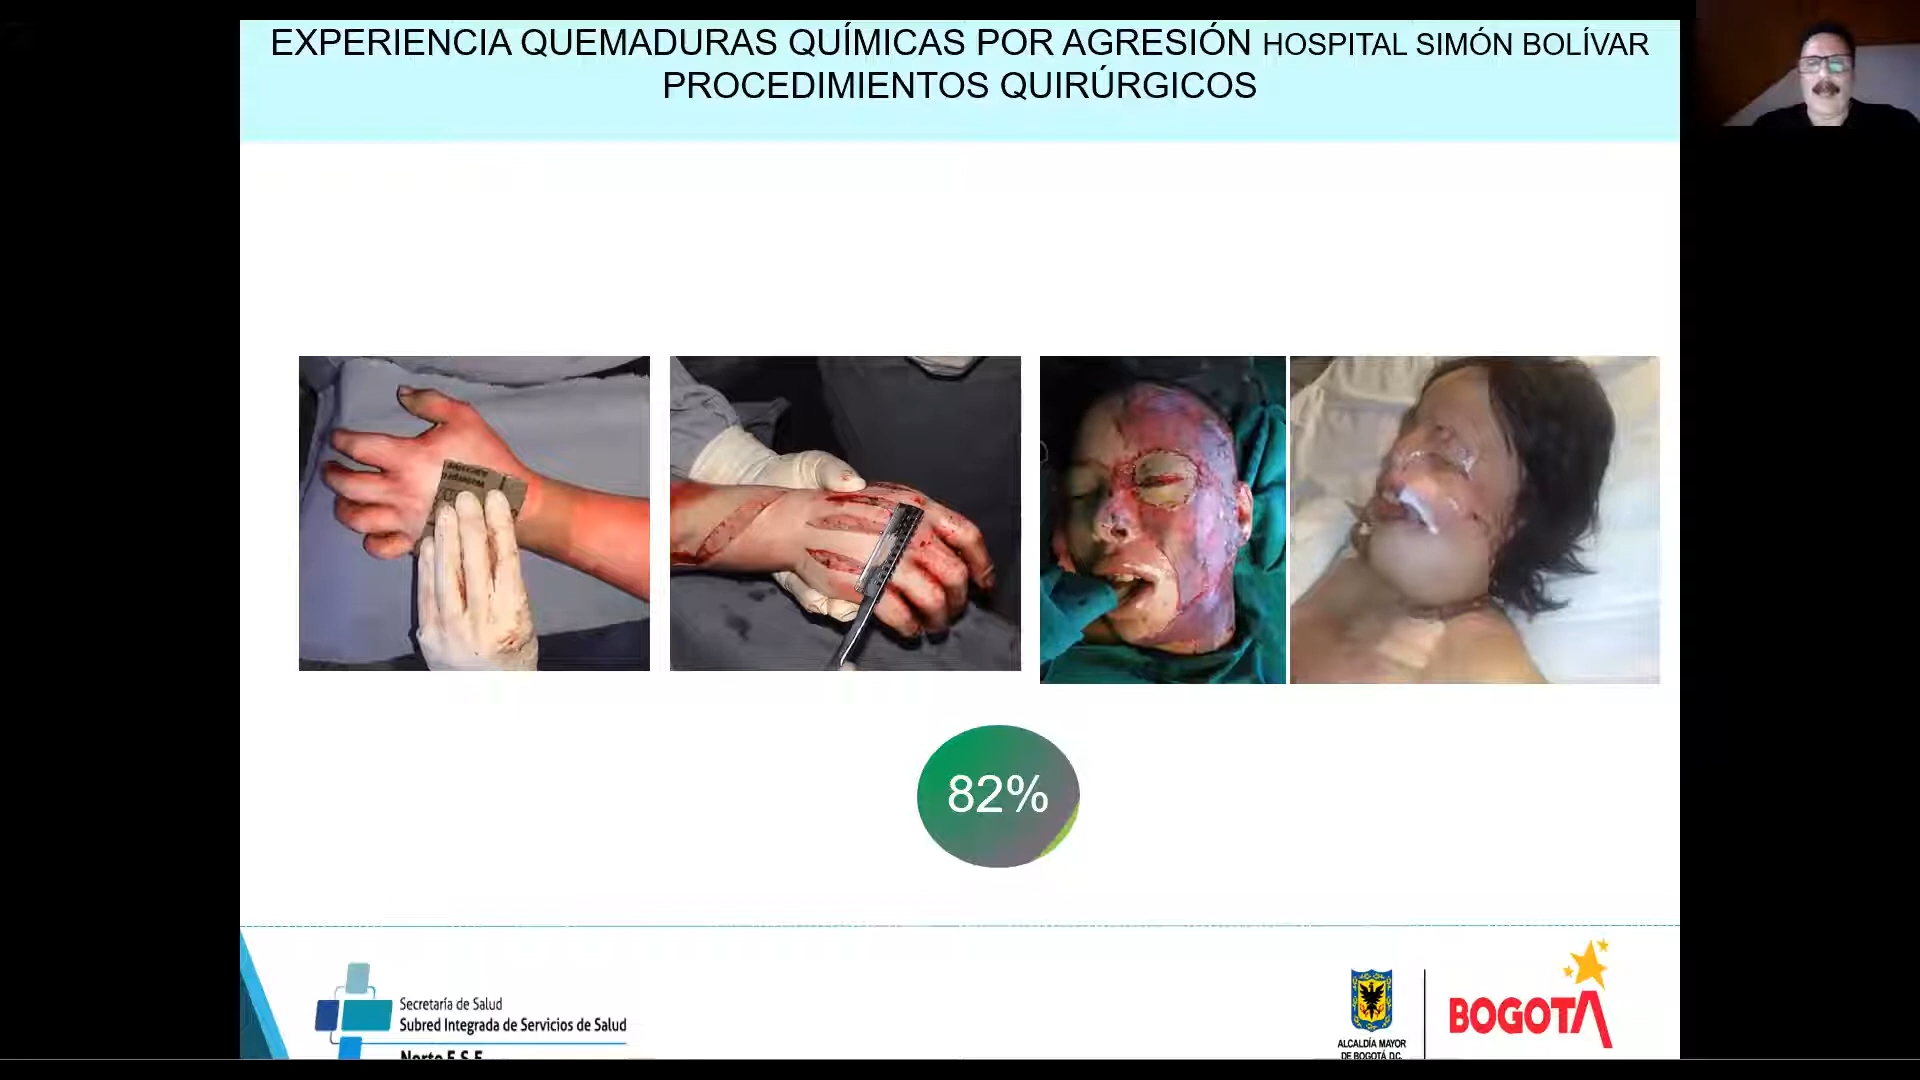 EXPERIENCIA QUEMADURAS QUÍMICAS POR AGRESIÓN HOSPITAL SIMÓN BOLÍVAR
PROCEDIMIENTOS QUIRÚRGICOS
82%
Secretaría de Salud
Subred Integrada de Servicios de Salud
Norte E.S.E.
ALCALDÍA MAYOR
DE BOGOTÁ D.C.
BOGOTÁ